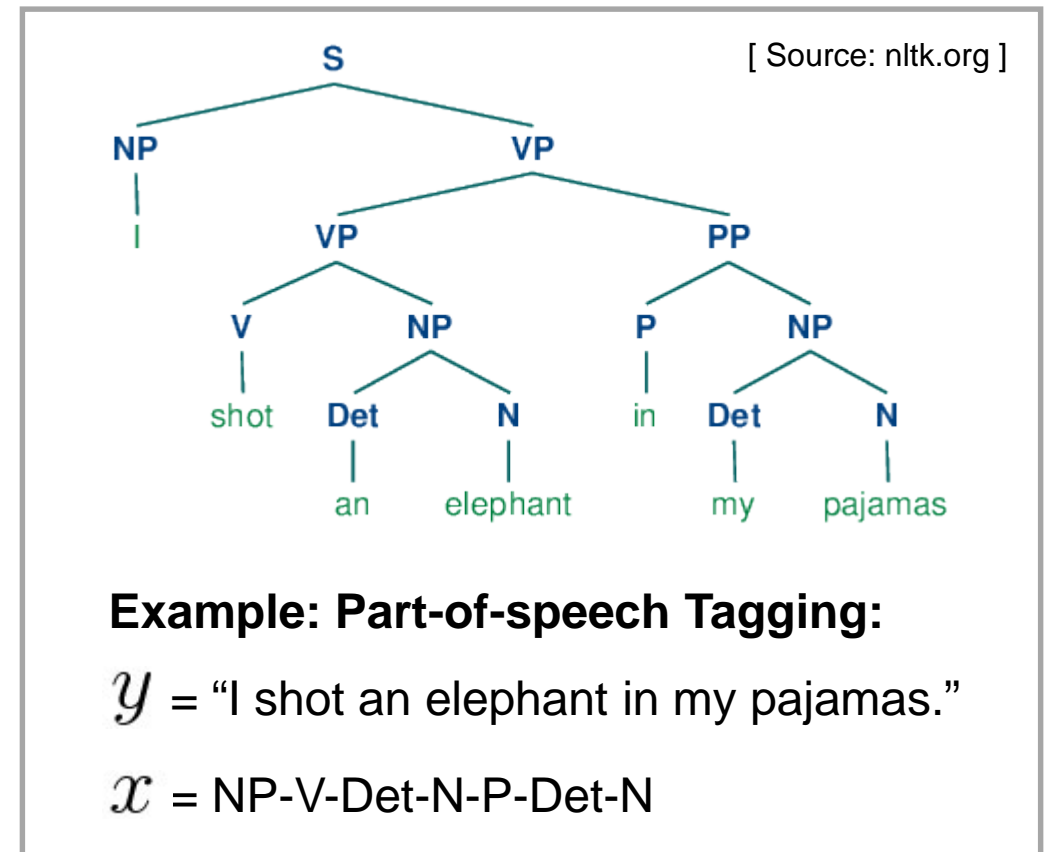 S
[ Source: nltk.org ]
NP VP
I VP PP
V NP P NP
shot Det N in Det N
an elephant my pajamas
Example: Part-of-speech Tagging:
y = “I shot an elephant in my pajamas.”
x = NP-V-Det-N-P-Det-N